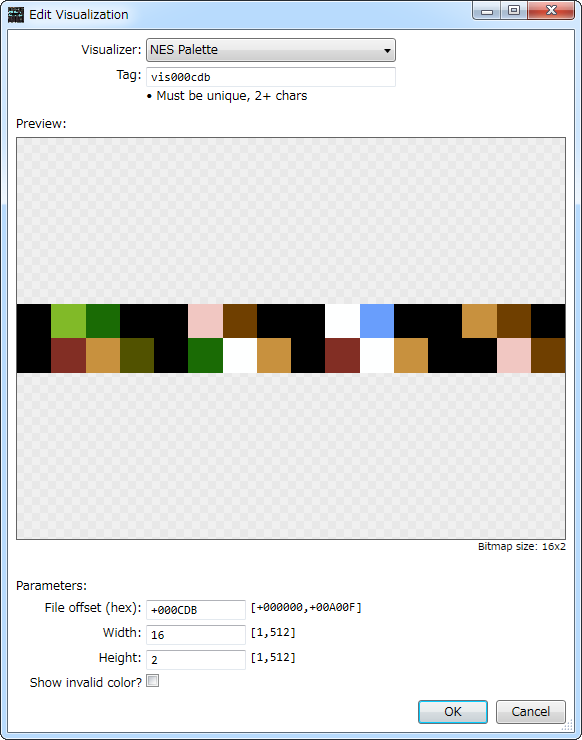 Edit Visualization
Visualizer: NES Palette
Tag: vis000cdb
• Must be unique, 2+ chars
Preview:
Bitmap size: 16x2
Parameters:
File offset (hex): +000CDB [+000000,+00A00F]
Width: 16 [1,512]
Height: 2 [1,512]
Show invalid color?
OK Cancel